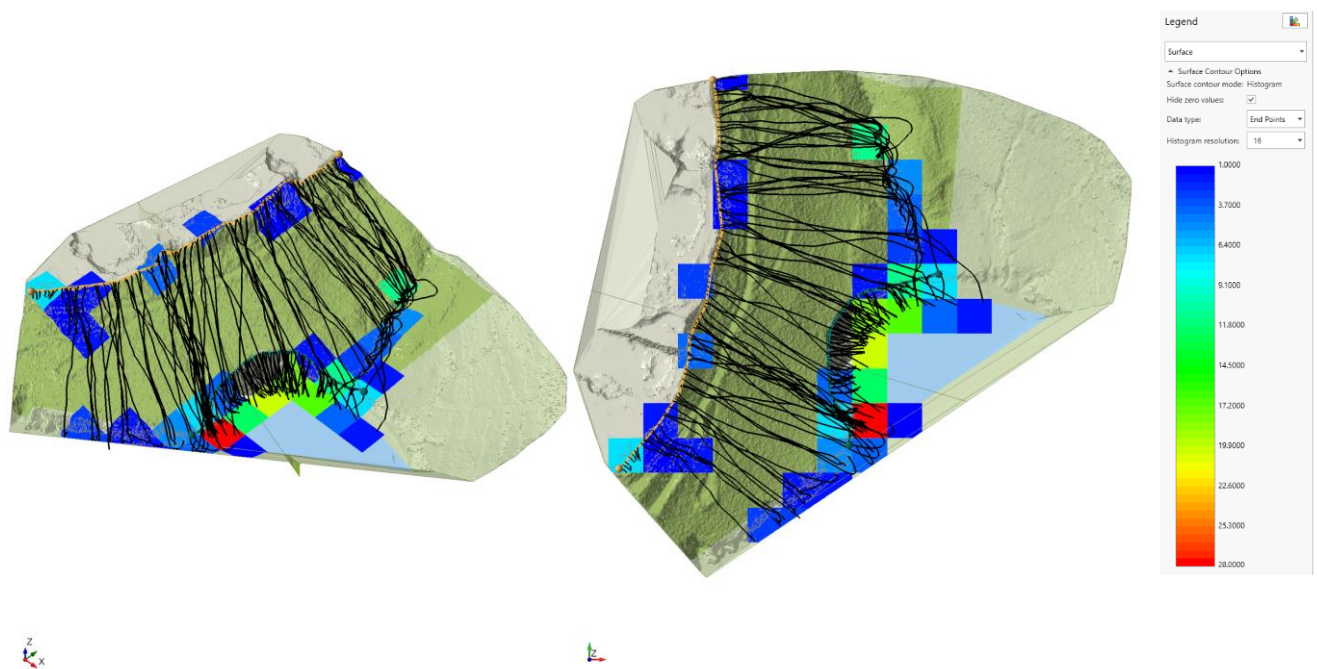 Legend
Surface
Surface Contour Options
Surface contour mode: Histogram
Hide zero values:
Data type: End Points
Histogram resolution: 16
1.0000
3.7000
6.4000
9.1000
11.8000
14.5000
17.2000
19.9000
22.6000
25.3000
28.0000
Z
X
Z